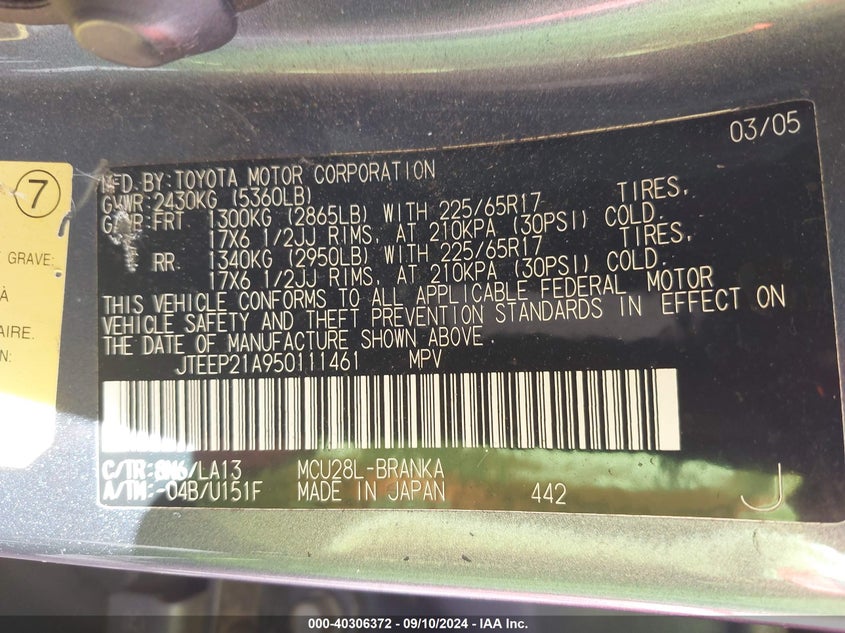 03/05
MFD.BY:TOYOTA MOTOR CORPORATION
GVWR:2430KG (5360LB)
GAWR:FRT 1300KG (2865LB) WITH 225/65R17 TIRES,
17X6 1/2JJ RIMS, AT 210KPA (30PSI) COLD.
RR 1340KG (2950LB) WITH 225/65R17 TIRES,
17X6 1/2JJ RIMS, AT 210KPA (30PSI) COLD.
THIS VEHICLE CONFORMS TO ALL APPLICABLE FEDERAL MOTOR
VEHICLE SAFETY AND THEFT PREVENTION STANDARDS IN EFFECT ON
THE DATE OF MANUFACTURE SHOWN ABOVE.
JTEEP21A950111461 MPV
C/TR: /LA13 MCU28L-BRANKA
A/TM:-04B/U151F MADE IN JAPAN 442 J
7
GRAVE:
À
AIRE.
N:
000-40306372 - 09/10/2024 - IAA Inc.